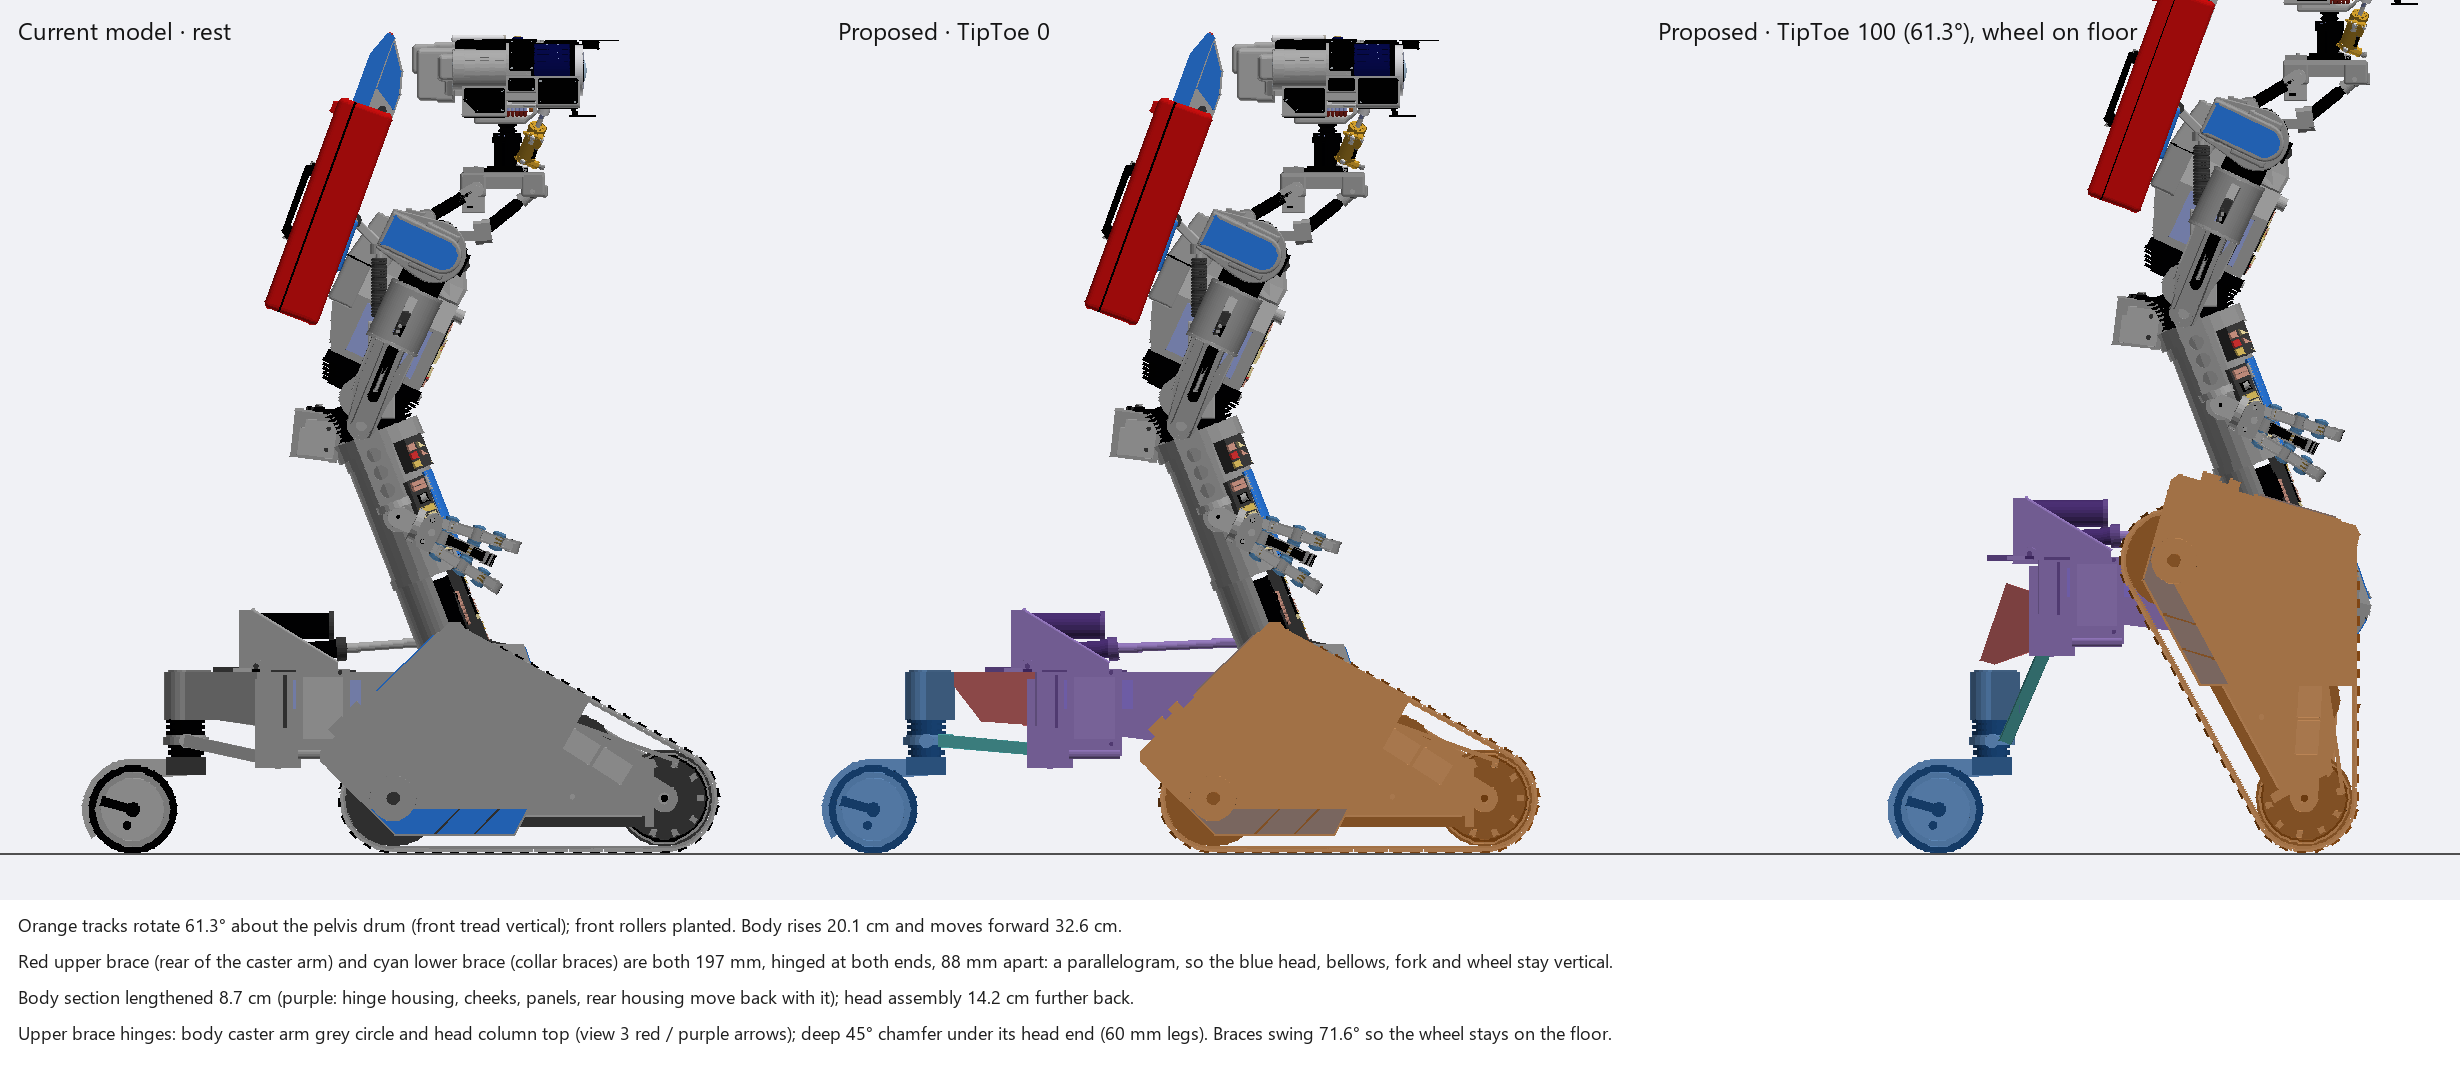 Current model · rest
Proposed · TipToe 0
Proposed · TipToe 100 (61.3°), wheel on floor
Orange tracks rotate 61.3° about the pelvis drum (front tread vertical); front rollers planted. Body rises 20.1 cm and moves forward 32.6 cm.
Red upper brace (rear of the caster arm) and cyan lower brace (collar braces) are both 197 mm, hinged at both ends, 88 mm apart: a parallelogram, so the blue head, bellows, fork and wheel stay vertical.
Body section lengthened 8.7 cm (purple: hinge housing, cheeks, panels, rear housing move back with it); head assembly 14.2 cm further back.
Upper brace hinges: body caster arm grey circle and head column top (view 3 red / purple arrows); deep 45° chamfer under its head end (60 mm legs). Braces swing 71.6° so the wheel stays on the floor.